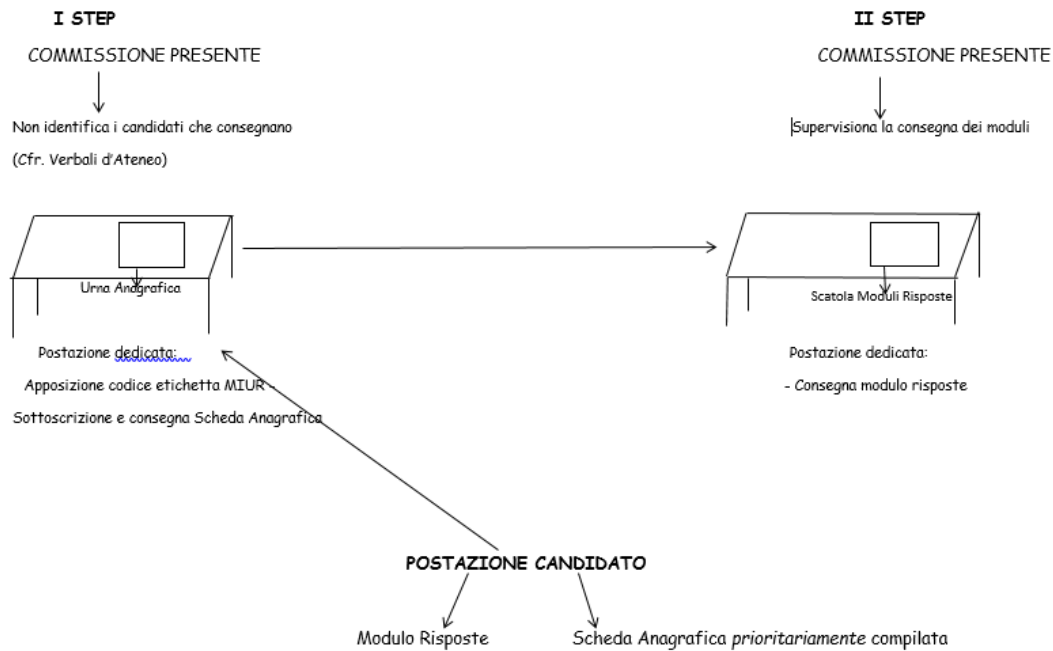 I STEP
COMMISSIONE PRESENTE
Non identifica i candidati che consegnano
(Cfr. Verbali d'Ateneo)
Urna Anagrafica
Postazione dedicata:
Apposizione codice etichetta MIUR -
Sottoscrizione e consegna Scheda Anagrafica
II STEP
COMMISSIONE PRESENTE
Supervisiona la consegna dei moduli
Scatola Moduli Risposte
Postazione dedicata:
- Consegna modulo risposte
POSTAZIONE CANDIDATO
Modulo Risposte
Scheda Anagrafica prioritariamente compilata